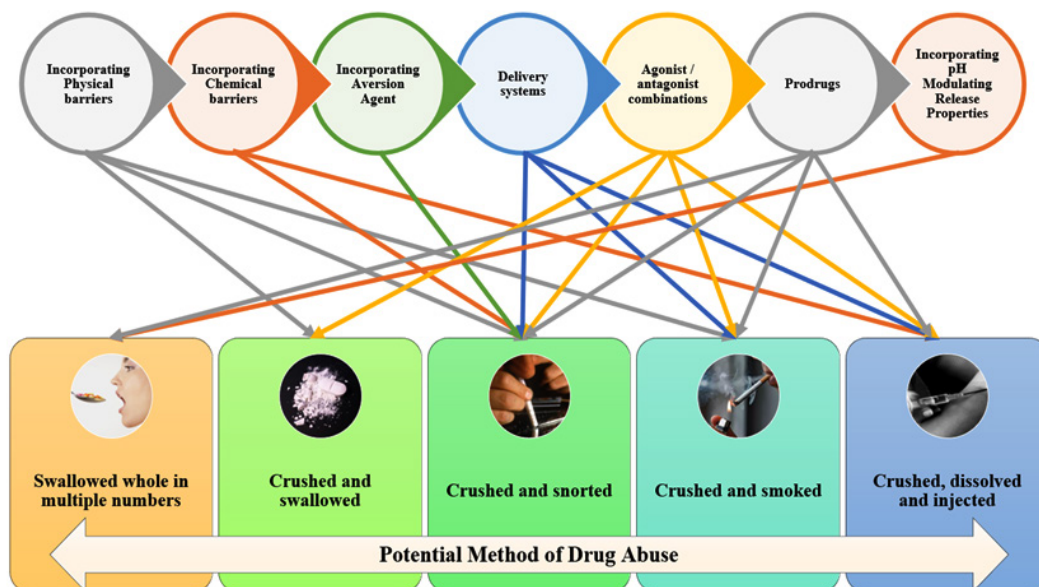 Incorporating
Physical
barriers
Incorporating
Chemical
barriers
Incorporating
Aversion
Agent
Delivery
systems
Agonist /
antagonist
combinations
Prodrugs
Incorporating
pH
Modulating
Release
Properties
Swallowed whole in
multiple numbers
Crushed and
swallowed
Crushed and snorted
Crushed and smoked
Crushed, dissolved
and injected
Potential Method of Drug Abuse